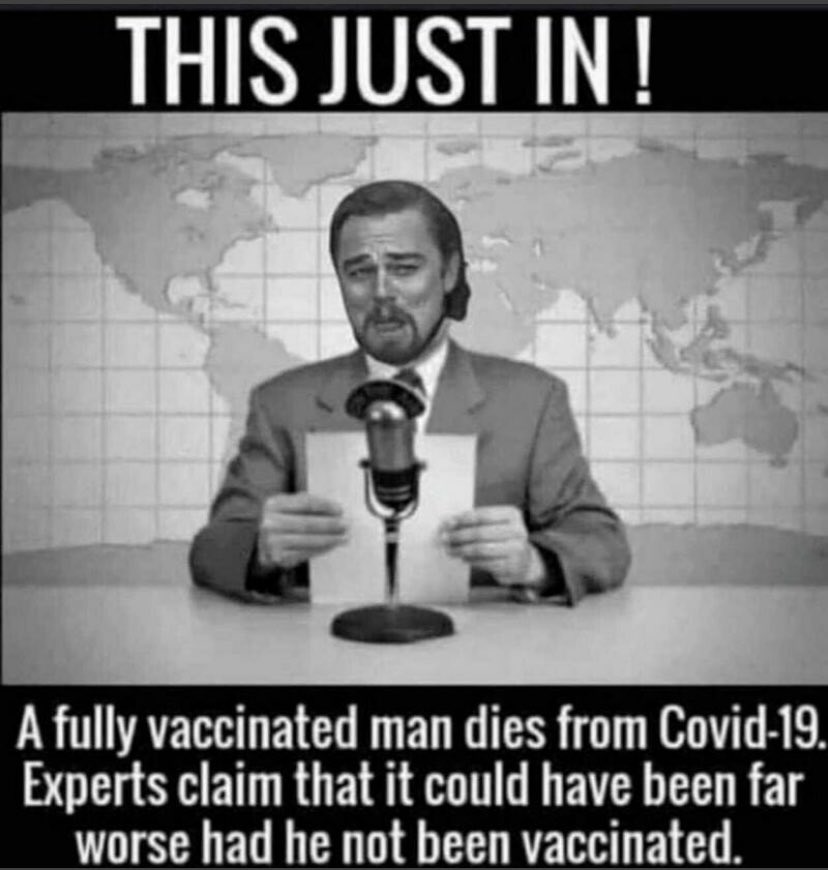 THIS JUST IN !
A fully vaccinated man dies from Covid-19.
Experts claim that it could have been far
worse had he not been vaccinated.